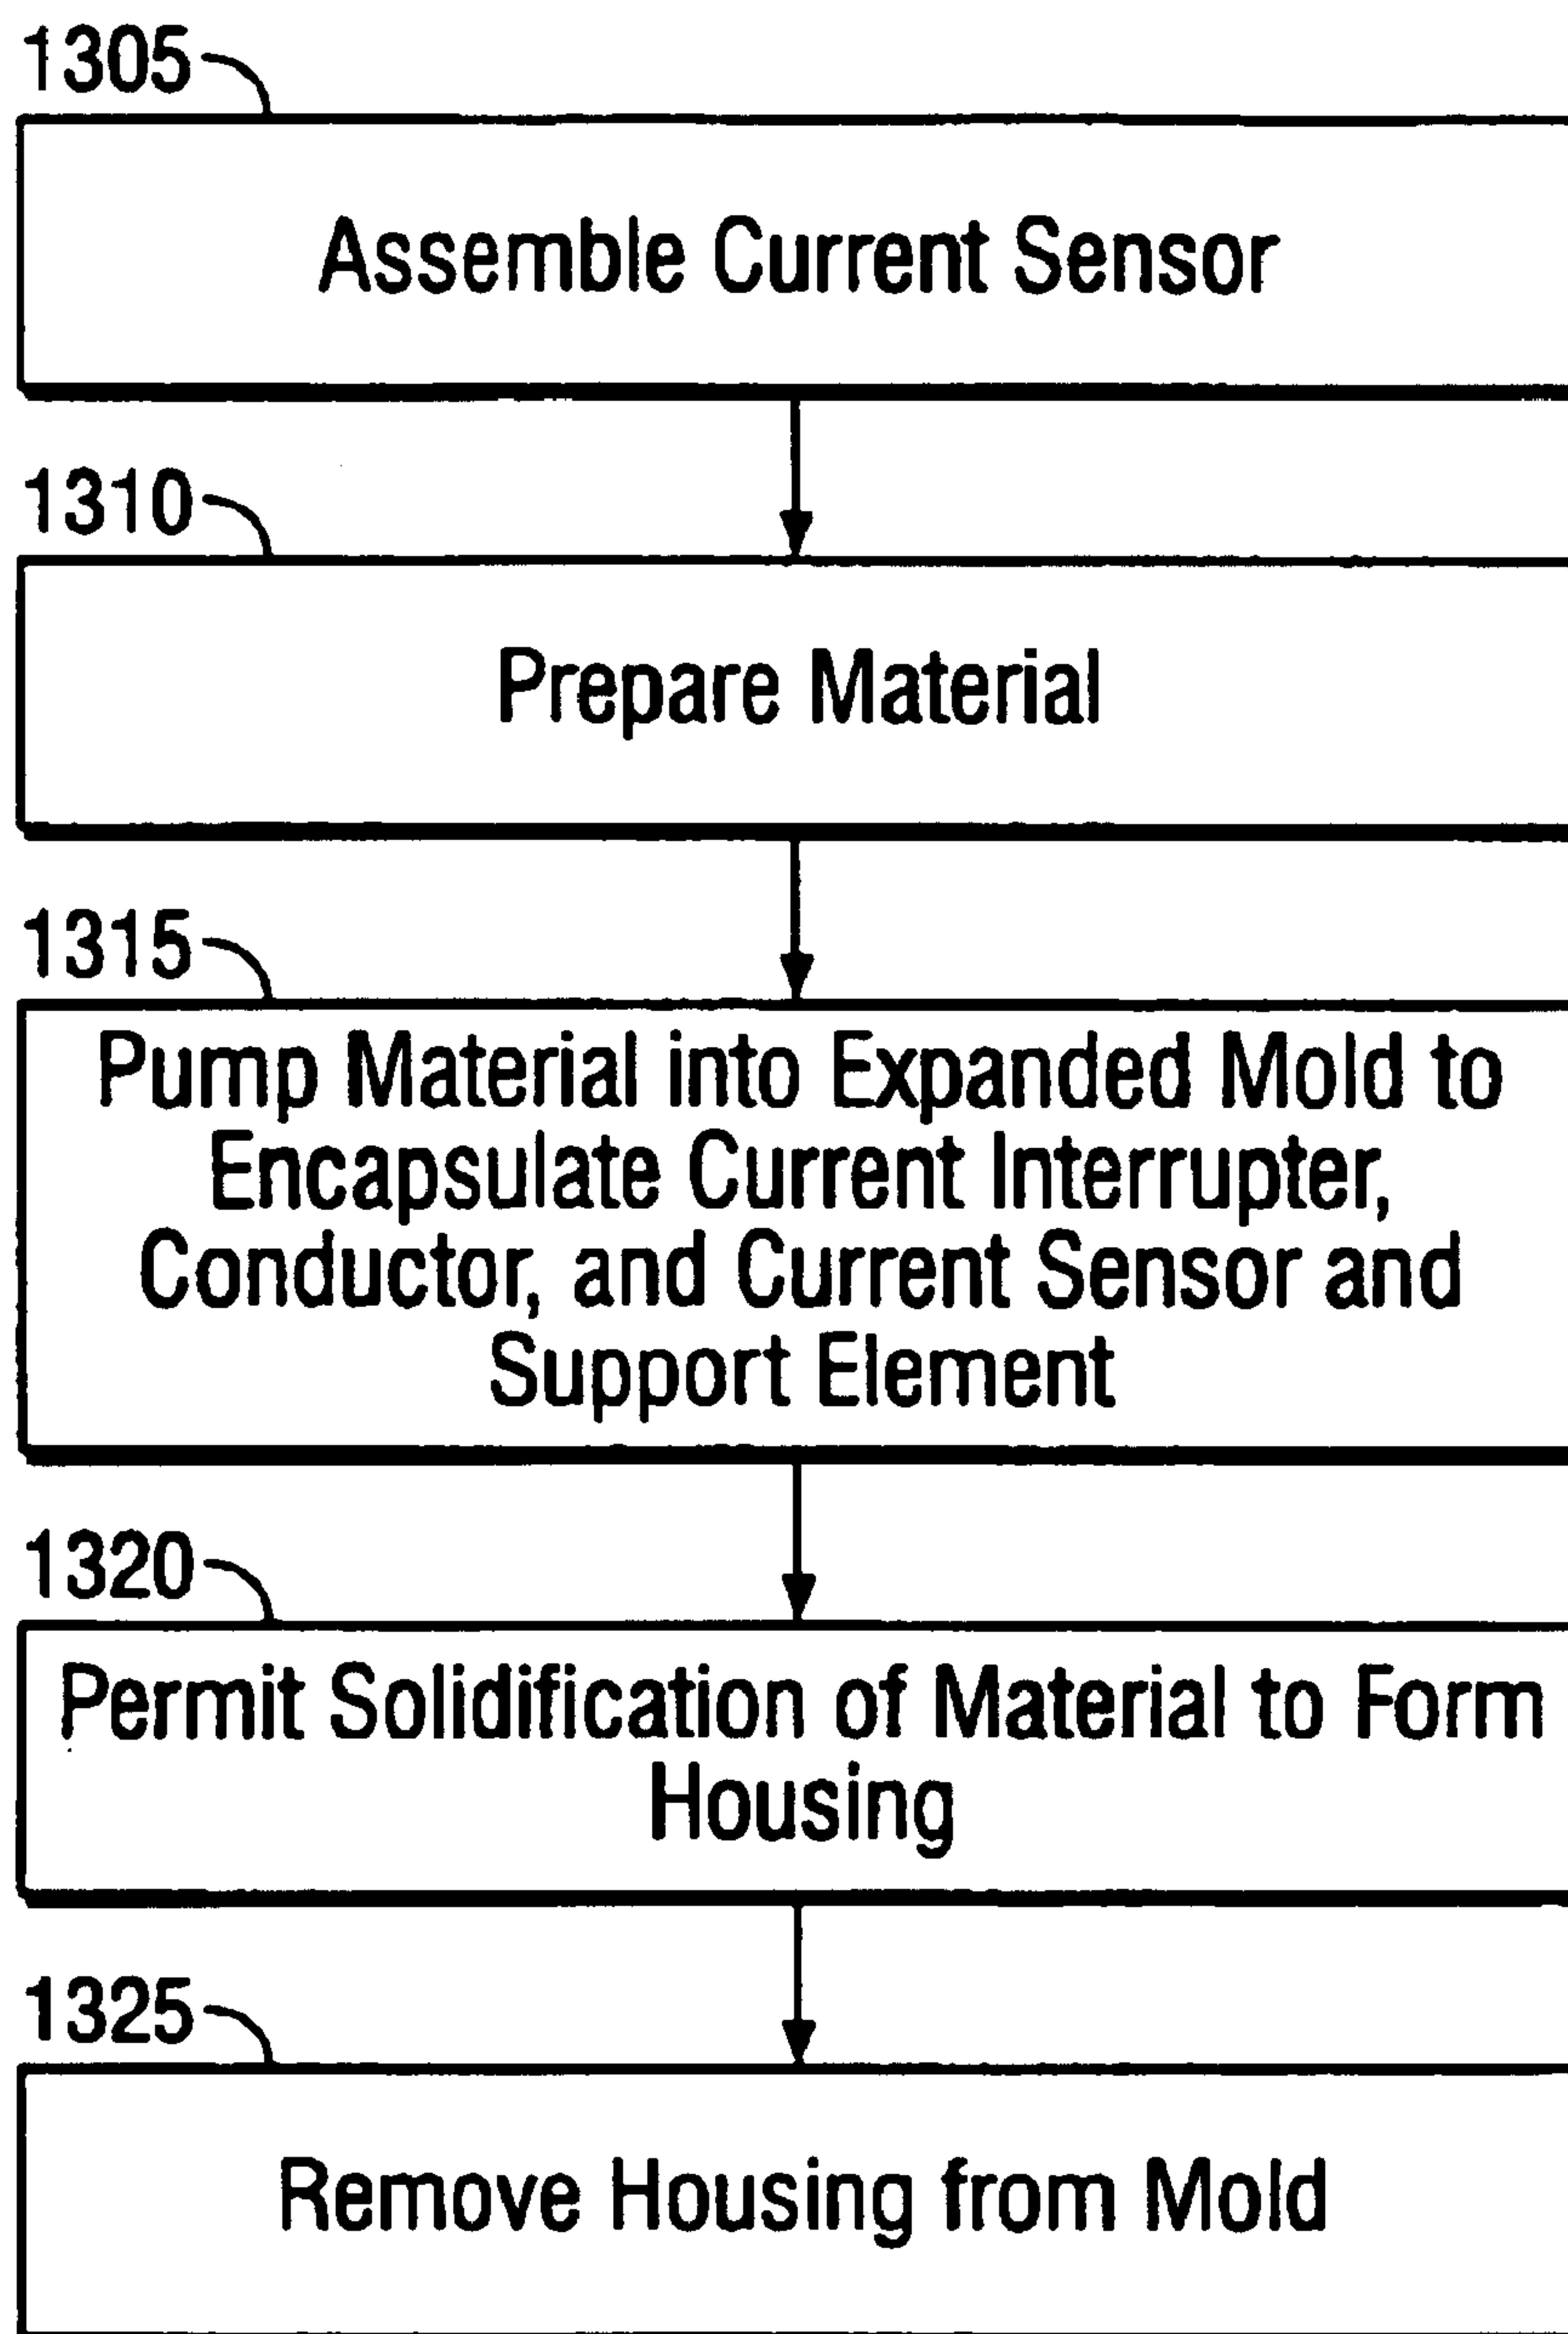 1305
Assemble Current Sensor
1310
Prepare Material
1315
Pump Material into Expanded Mold to
Encapsulate Current Interrupter,
Conductor, and Current Sensor and
Support Element
1320
Permit Solidification of Material to Form
Housing
1325
Remove Housing from Mold